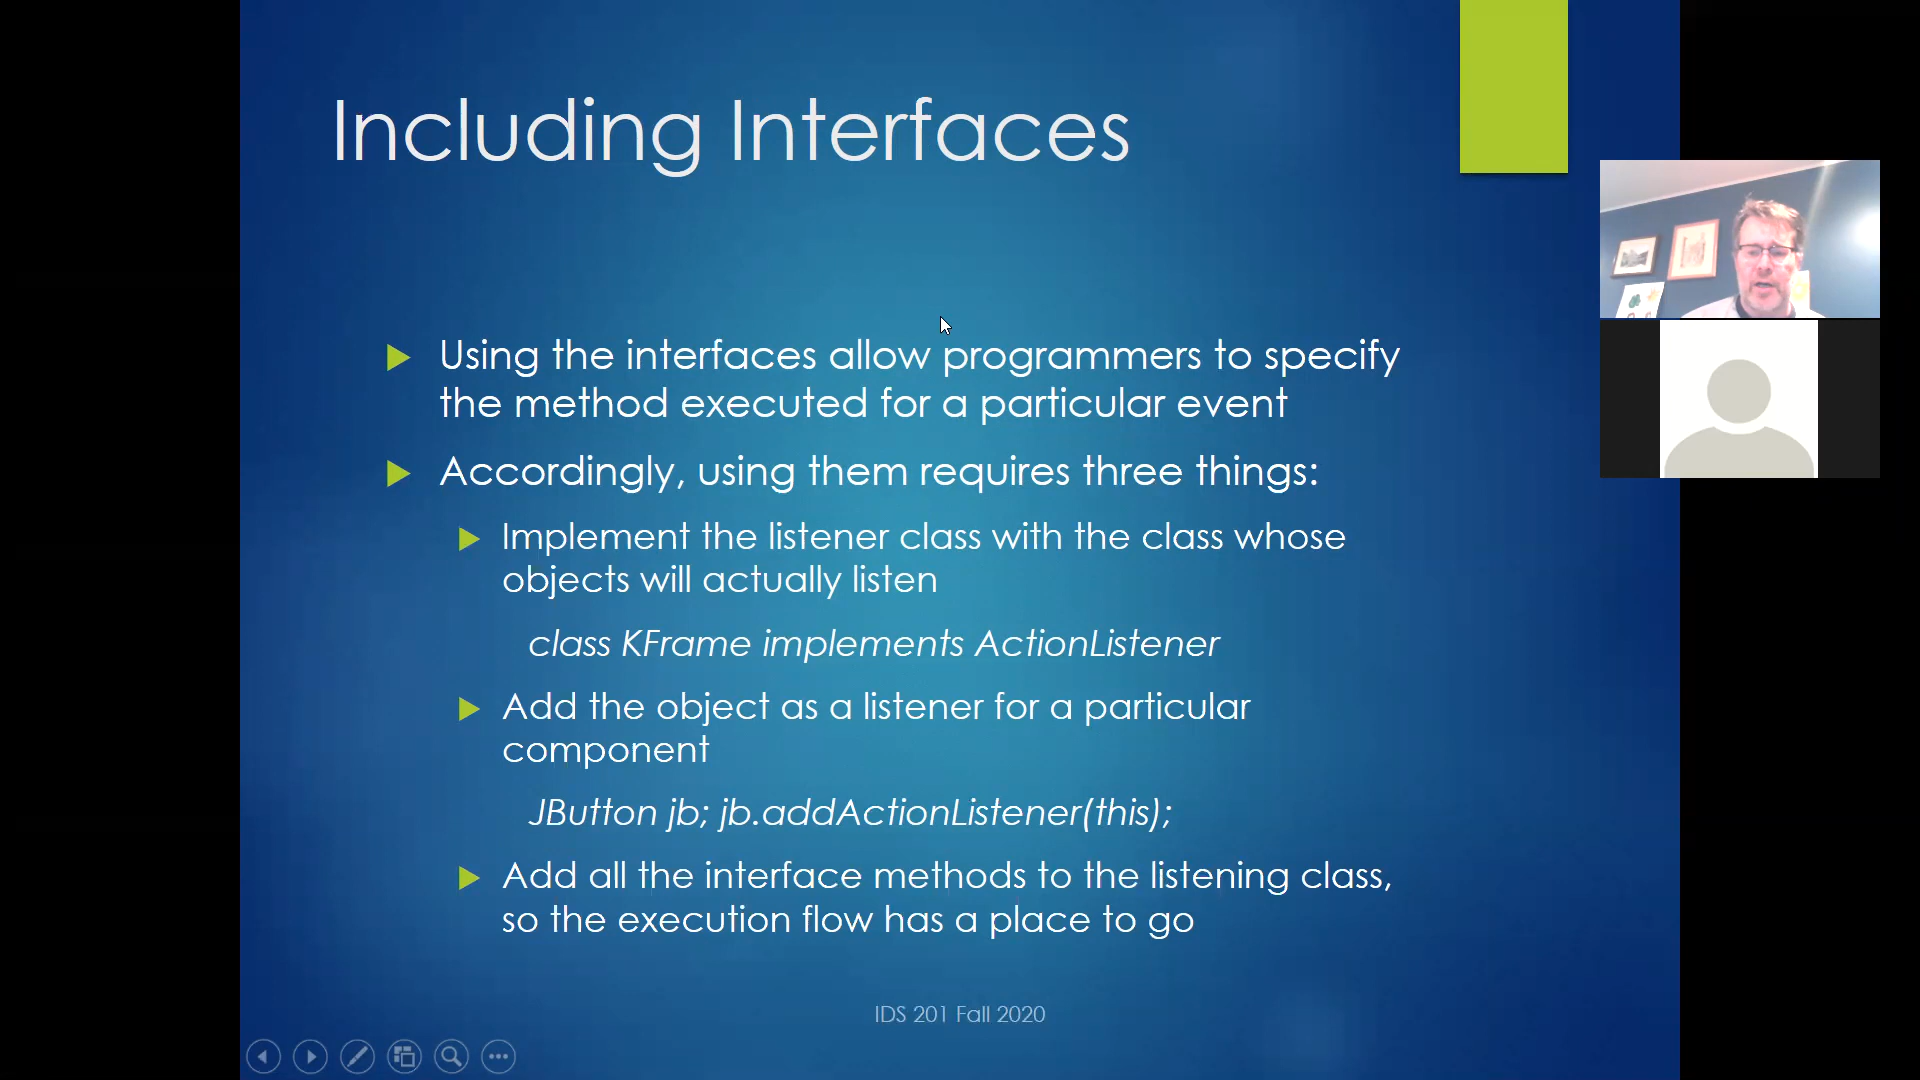 Including Interfaces
Using the interfaces allow programmers to specify
the method executed for a particular event
Accordingly, using them requires three things:
Implement the listener class with the class whose
objects will actually listen
class KFrame implements ActionListener
Add the object as a listener for a particular
component
JButton jb; jb.addActionListener(this);
Add all the interface methods to the listening class,
so the execution flow has a place to go
IDS 201 Fall 2020